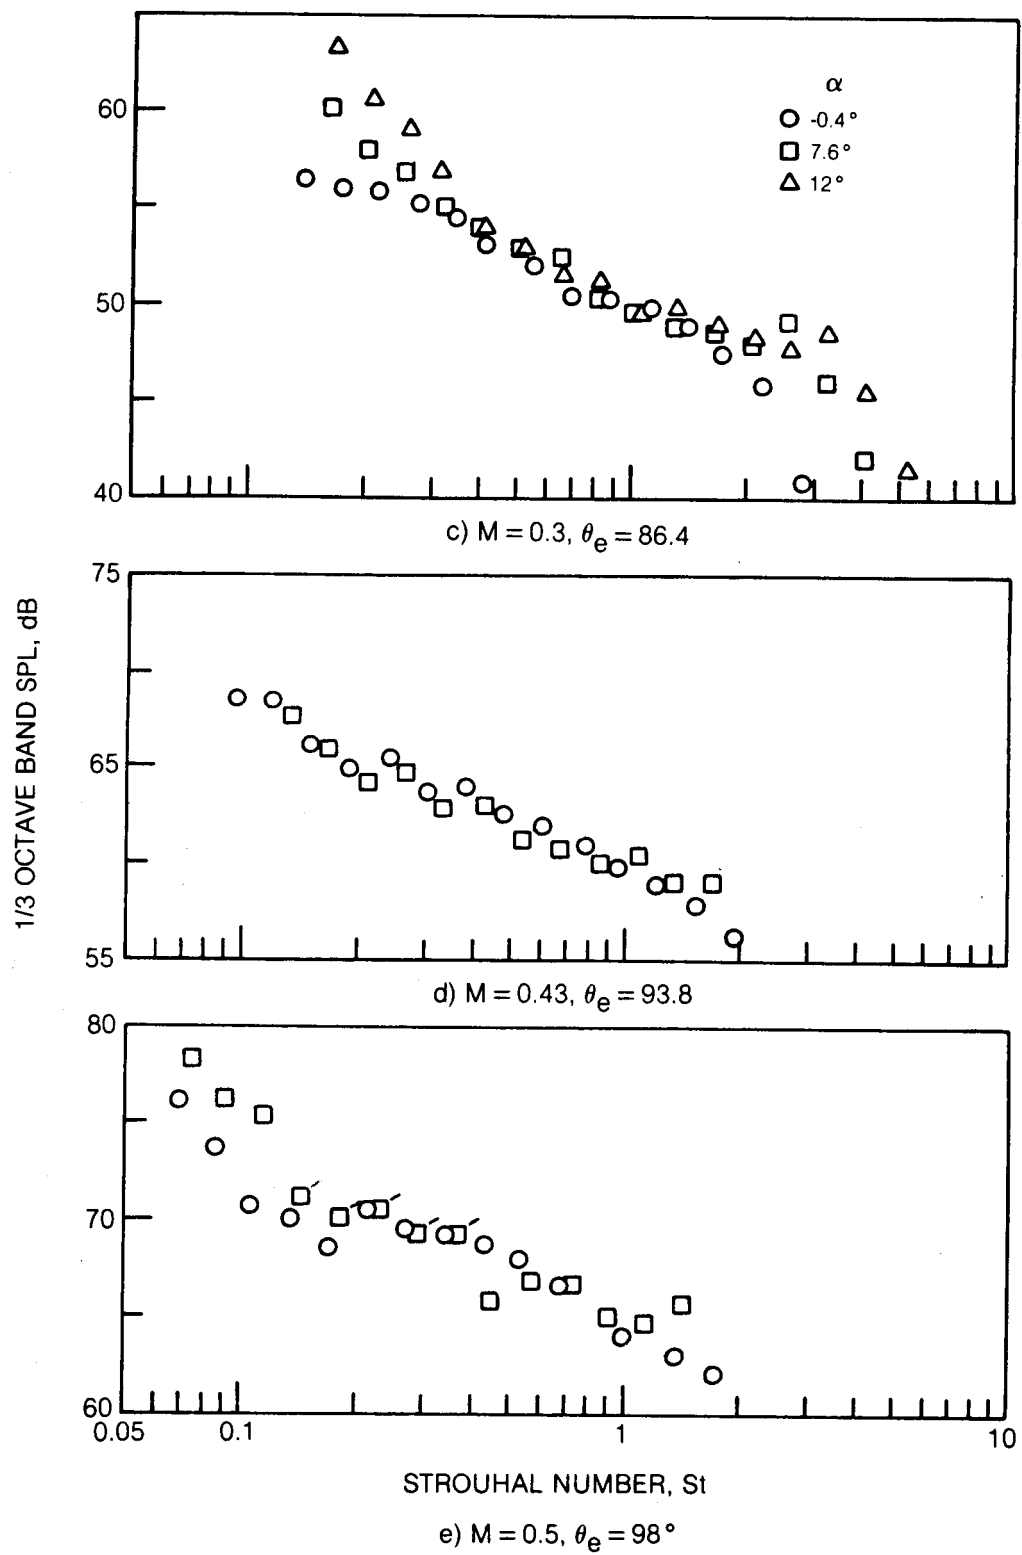 60
α
-0.4°
7.6°
12°
50
40
c) M = 0.3, θe = 86.4
75
1/3 OCTAVE BAND SPL, dB
65
55
d) M = 0.43, θe = 93.8
80
70
60
0.05 0.1 1 10
STROUHAL NUMBER, St
e) M = 0.5, θe = 98°